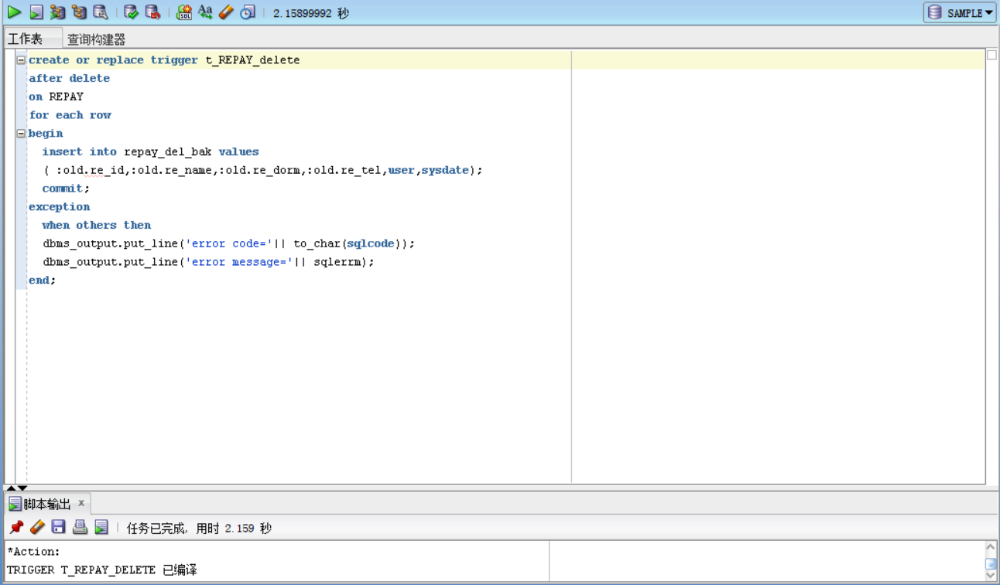 2.15899992 秒
SAMPLE
工作表 查询构建器
create or replace trigger t_REPAY_delete
after delete
on REPAY
for each row
begin
insert into repay_del_bak values
( :old.re_id,:old.re_name,:old.re_dorm,:old.re_tel,user,sysdate);
commit;
exception
when others then
dbms_output.put_line('error code='|| to_char(sqlcode));
dbms_output.put_line('error message='|| sqlerrm);
end;
脚本输出 x
任务已完成, 用时 2.159 秒
*Action:
TRIGGER T_REPAY_DELETE 已编译